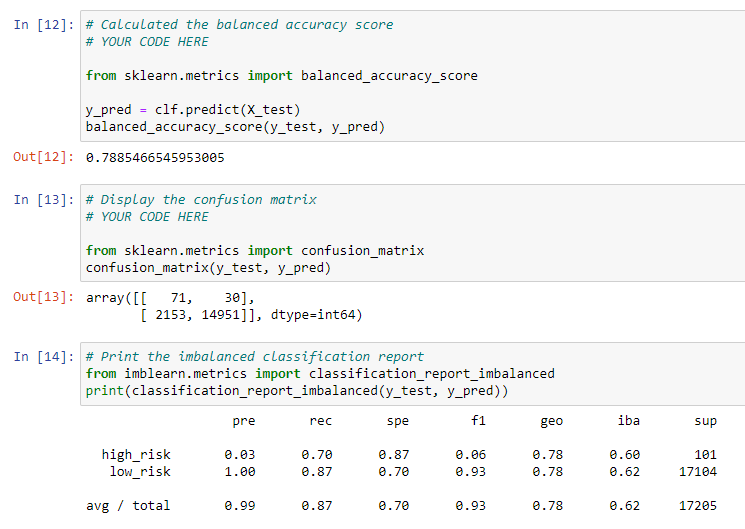 In [12]: # Calculated the balanced accuracy score
# YOUR CODE HERE
from sklearn.metrics import balanced_accuracy_score
y_pred = clf.predict(X_test)
balanced_accuracy_score(y_test, y_pred)
Out[12]: 0.7885466545953005
In [13]: # Display the confusion matrix
# YOUR CODE HERE
from sklearn.metrics import confusion_matrix
confusion_matrix(y_test, y_pred)
Out[13]: array([[   71,    30],
       [ 2153, 14951]], dtype=int64)
In [14]: # Print the imbalanced classification report
from imblearn.metrics import classification_report_imbalanced
print(classification_report_imbalanced(y_test, y_pred))
pre rec spe f1 geo iba sup
high_risk 0.03 0.70 0.87 0.06 0.78 0.60 101
low_risk 1.00 0.87 0.70 0.93 0.78 0.62 17104
avg / total 0.99 0.87 0.70 0.93 0.78 0.62 17205